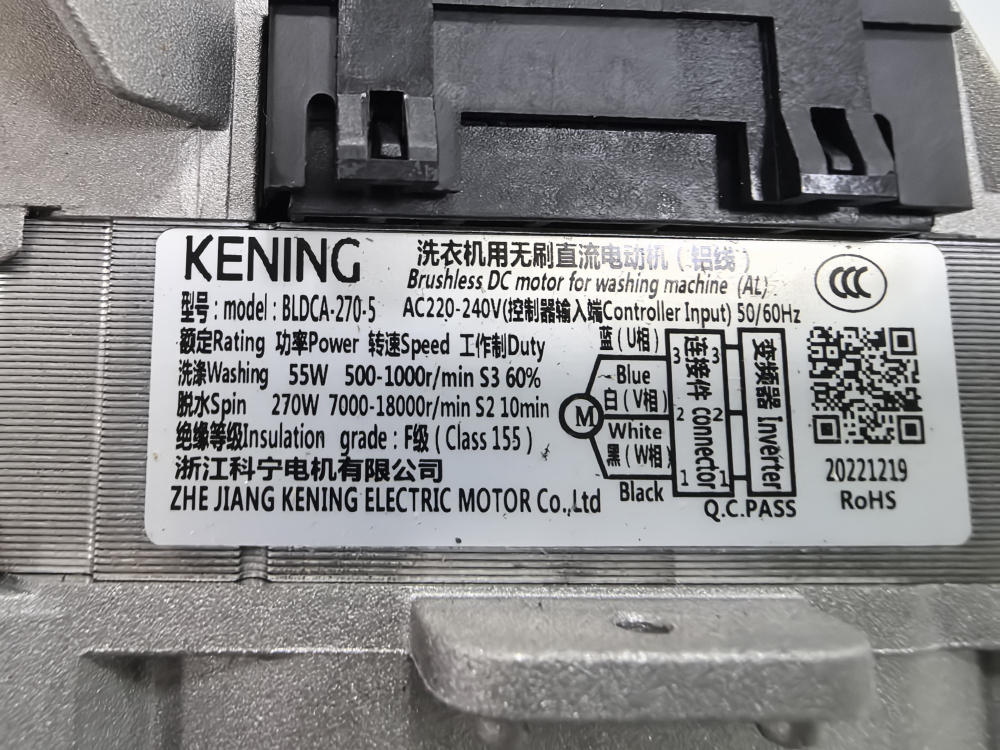 KENING
洗衣机用无刷直流电动机（铝线）
Brushless DC motor for washing machine (AL)
型号：model：BLDCA-270-5 AC220-240V(控制器输入端Controller Input) 50/60Hz
额定Rating 功率Power 转速Speed 工作制Duty
洗涤Washing 55W 500-1000r/min S3 60%
脱水Spin 270W 7000-18000r/min S2 10min
绝缘等级Insulation grade：F级（Class 155）
浙江科宁电机有限公司
ZHE JIANG KENING ELECTRIC MOTOR Co.,Ltd
M
蓝（U相）
Blue
白（V相）
White
黑（W相）
Black
3 3
2 2
1 1
连接件 connector
变频器 Inverter
Q.C.PASS
CCC
20221219
RoHS